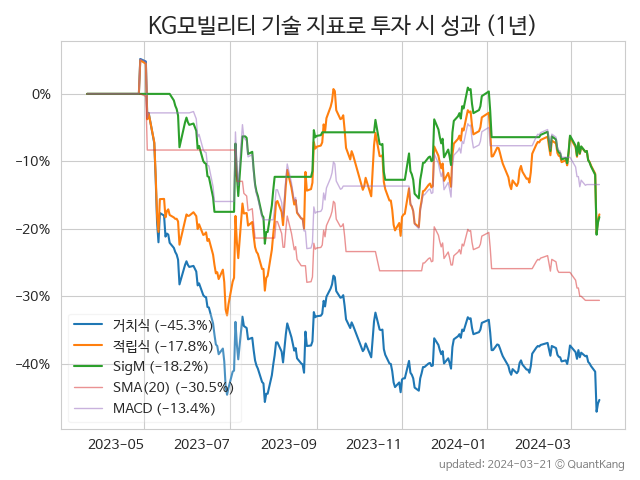 KG모빌리티 기술 지표로 투자 시 성과 (1년)
0%
−10%
−20%
−30%
−40%
거치식 (−45.3%)
적립식 (−17.8%)
SigM (−18.2%)
SMA(20) (−30.5%)
MACD (−13.4%)
2023-05 2023-07 2023-09 2023-11 2024-01 2024-03
updated: 2024-03-21 © QuantKang